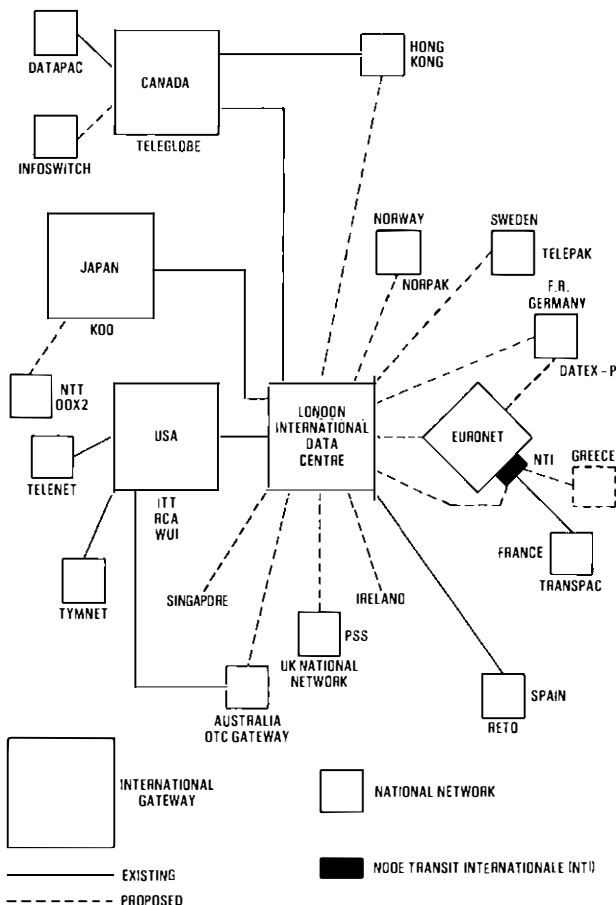 HONG
KONG
DATAPAC
CANADA
INFOSWITCH
TELEGLOBE
NORWAY
SWEDEN
TELEPAK
NORPAK
JAPAN
F.R.
GERMANY
KDD
DATEX-P
NTT
DDX2
LONDON
INTERNATIONAL
DATA
CENTRE
USA
EURONET
NTI
GREECE
TELENET
ITT
RCA
WUI
FRANCE
TRANSPAC
SINGAPORE
IRELAND
TYMNET
PSS
UK NATIONAL
NETWORK
SPAIN
AUSTRALIA
OTC GATEWAY
RETD
INTERNATIONAL
GATEWAY
NATIONAL NETWORK
EXISTING
NODE TRANSIT INTERNATIONALE (NTI)
PROPOSED